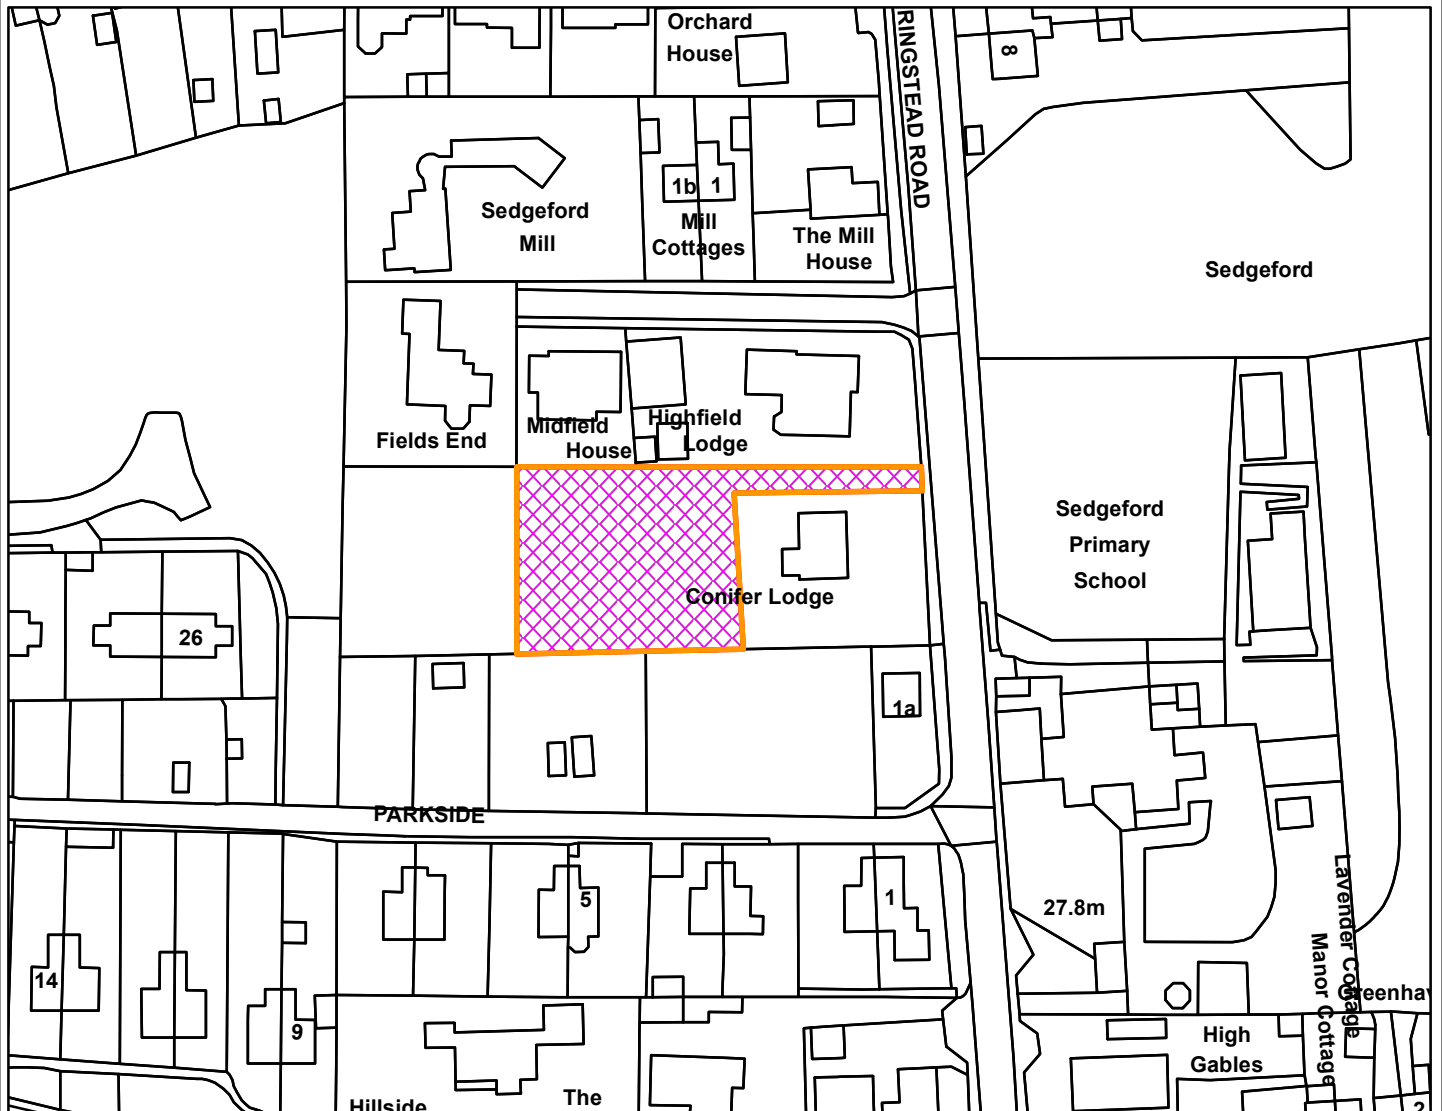 Orchard
House
RINGSTEAD ROAD
8
1b
1
Sedgeford
Mill
Mill
Cottages
The Mill
House
Sedgeford
Fields End
Midfield
House
Highfield
Lodge
Sedgeford
Primary
School
Conifer Lodge
26
1a
PARKSIDE
5
1
27.8m
14
9
Lavender Cottage
Manor Cottage
Greenhav
High
Gables
The
Hillside
2